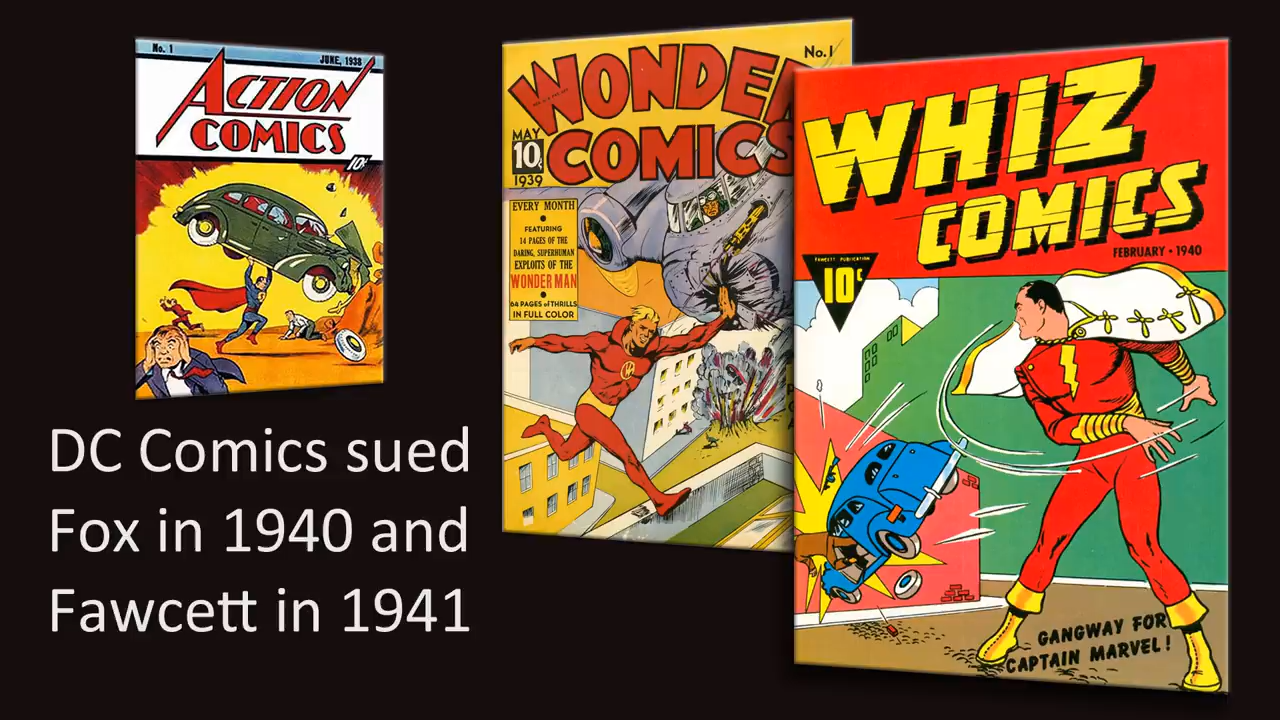 No. 1
JUNE, 1938
ACTION
COMICS
10¢
WONDER
No. 1
COMICS
MAY
10¢
1939
EVERY MONTH
FEATURING
14 PAGES OF THE
DARING, SUPERHUMAN
EXPLOITS OF THE
WONDER MAN
64 PAGES of THRILLS
IN FULL COLOR
WHIZ
COMICS
FEBRUARY • 1940
FAWCETT PUBLICATION
10¢
GANGWAY FOR
CAPTAIN MARVEL!
DC Comics sued
Fox in 1940 and
Fawcett in 1941